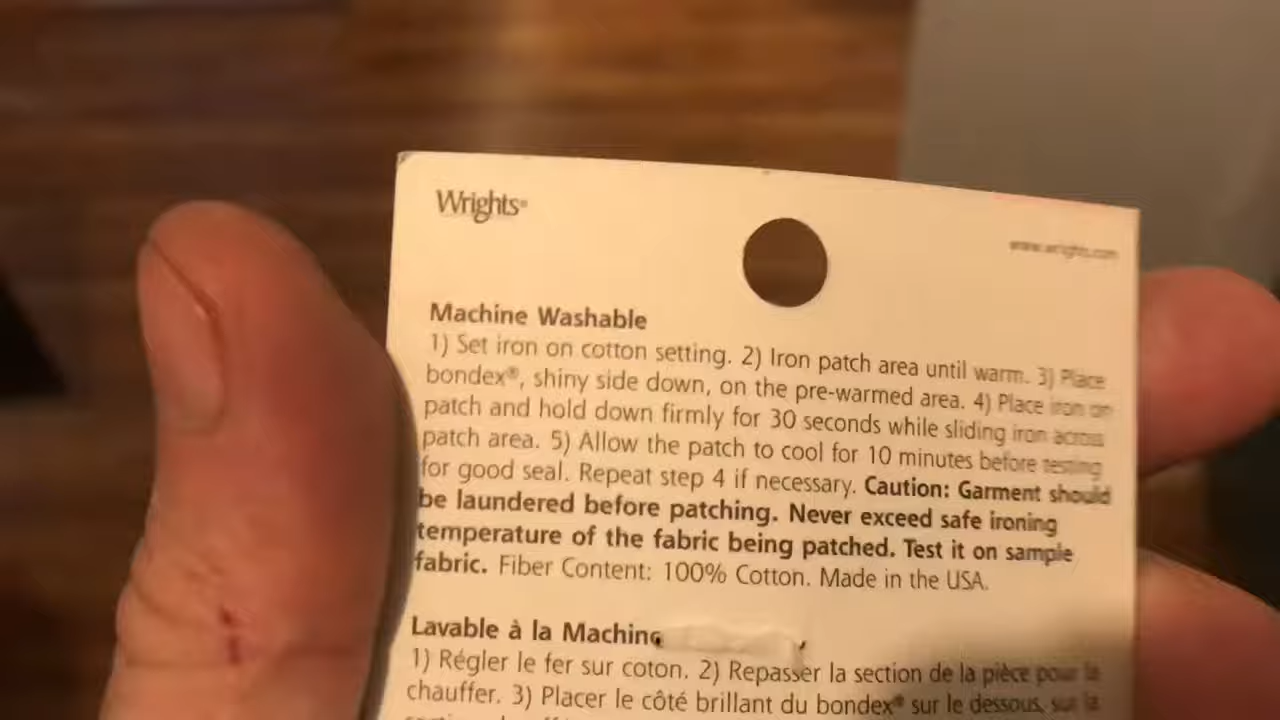 Wrights®
www.wrights.com
Machine Washable
1) Set iron on cotton setting. 2) Iron patch area until warm. 3) Place
bondex®, shiny side down, on the pre-warmed area. 4) Place iron on
patch and hold down firmly for 30 seconds while sliding iron across
patch area. 5) Allow the patch to cool for 10 minutes before testing
for good seal. Repeat step 4 if necessary. Caution: Garment should
be laundered before patching. Never exceed safe ironing
temperature of the fabric being patched. Test it on sample
fabric. Fiber Content: 100% Cotton. Made in the USA.
Lavable à la Machine
1) Régler le fer sur coton. 2) Repasser la section de la pièce pour la
chauffer. 3) Placer le côté brillant du bondex® sur le dessous, sur la